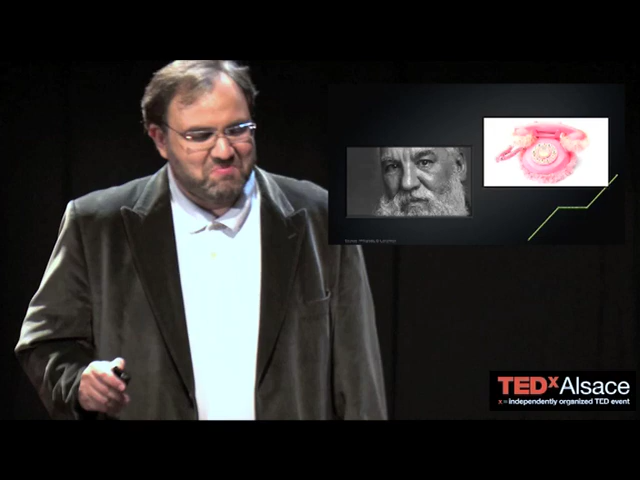 TEDxAlsace
x = independently organized TED event